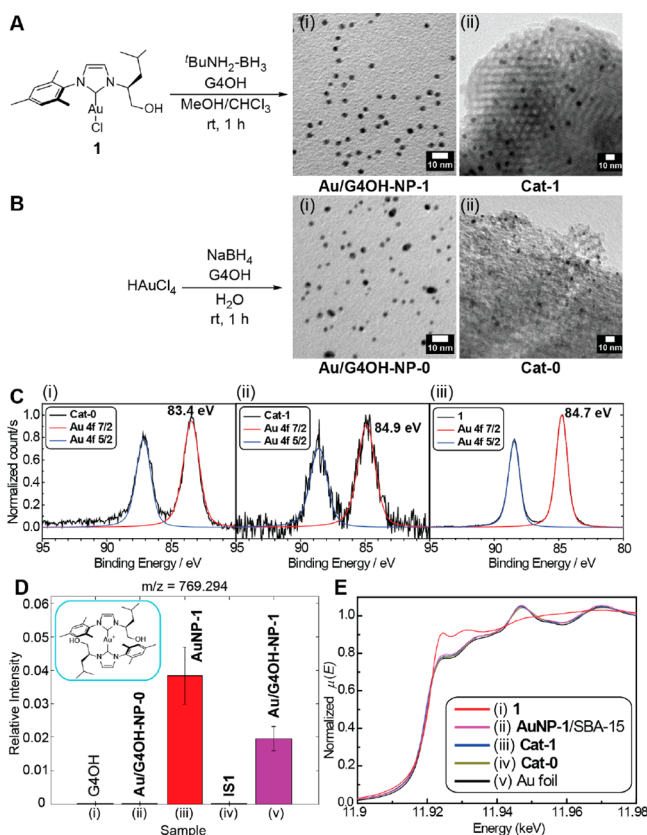 A
(i)
(ii)
N
N
Au
Cl
OH
1
ᵗBuNH₂-BH₃
G4OH
MeOH/CHCl₃
rt, 1 h
10 nm
10 nm
Au/G4OH-NP-1
Cat-1
B
(i)
(ii)
HAuCl₄
NaBH₄
G4OH
H₂O
rt, 1 h
10 nm
10 nm
Au/G4OH-NP-0
Cat-0
C
(i)
(ii)
(iii)
Normalized count/s
1.0
0.8
0.6
0.4
0.2
0.0
Cat-0
Au 4f 7/2
Au 4f 5/2
83.4 eV
Cat-1
Au 4f 7/2
Au 4f 5/2
84.9 eV
1
Au 4f 7/2
Au 4f 5/2
84.7 eV
95 90 85 95 90 85 95 90 85 80
Binding Energy / eV
Binding Energy / eV
Binding Energy / eV
D
m/z = 769.294
Relative Intensity
0.06
0.05
0.04
0.03
0.02
0.01
0
N
N
HO
Au⁺
OH
N
N
G4OH
Au/G4OH-NP-0
AuNP-1
IS1
Au/G4OH-NP-1
(i) (ii) (iii) (iv) (v)
Sample
E
Normalized μ(E)
1.0
0.8
0.6
0.4
0.2
0.0
(i) 1
(ii) AuNP-1/SBA-15
(iii) Cat-1
(iv) Cat-0
(v) Au foil
11.9 11.92 11.94 11.96 11.98
Energy (keV)